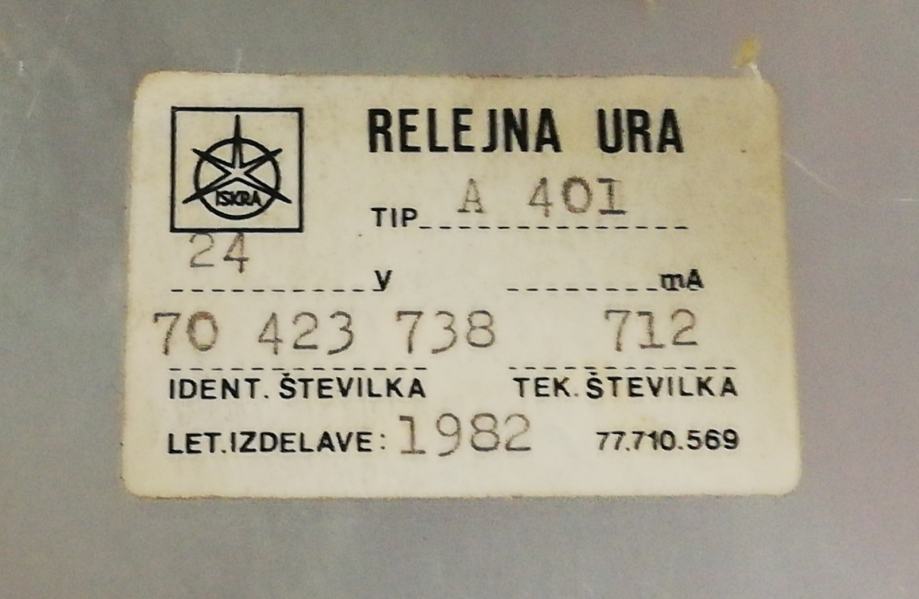 ISKRA
RELEJNA URA
TIP A 401
24 V mA
70 423 738 712
IDENT. ŠTEVILKA TEK. ŠTEVILKA
LET. IZDELAVE: 1982 77.710.569